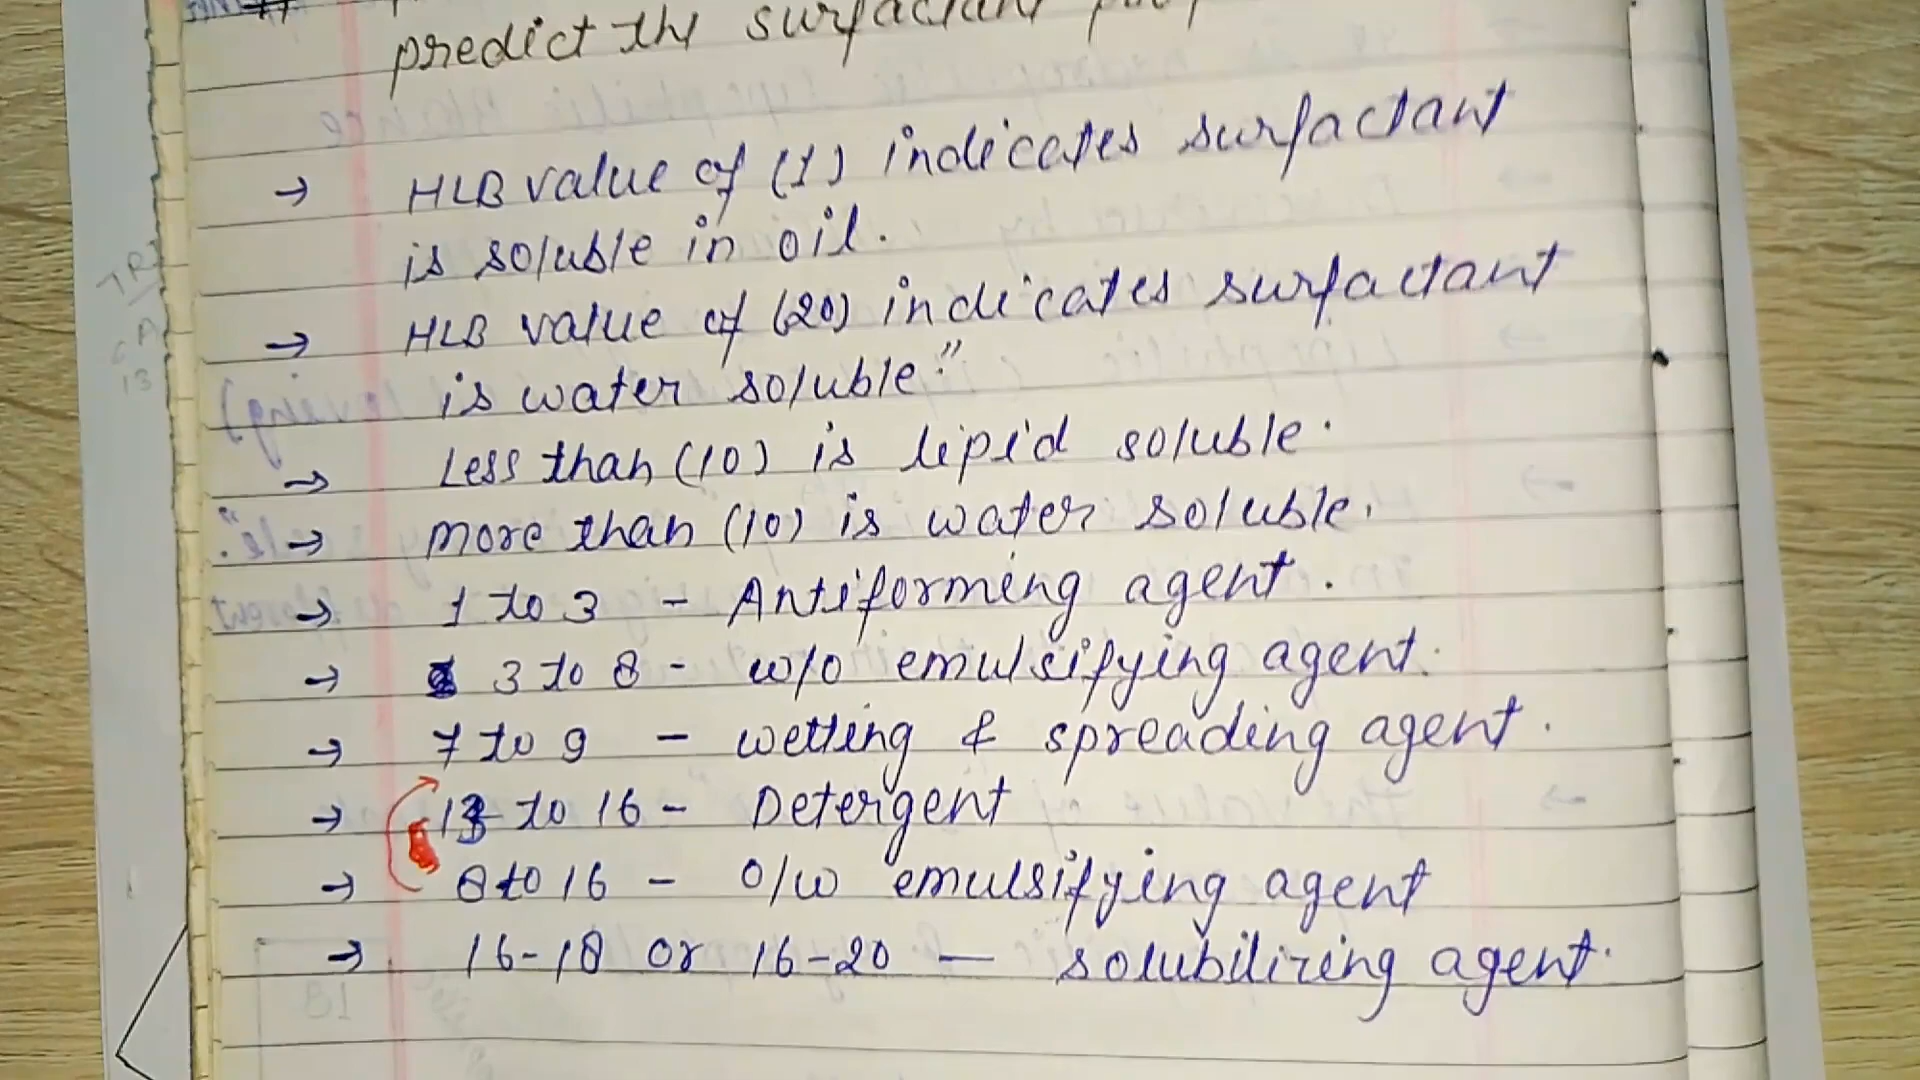 predict the surfactant
→ HLB value of (1) indicates surfactant
is soluble in oil.
→ HLB value of (20) indicates surfactant
is water soluble."
→ Less than (10) is lipid soluble.
→ more than (10) is water soluble.
→ 1 to 3 - Antiforming agent.
→ 3 to 8 - w/o emulsifying agent.
→ 7 to 9 - wetting & spreading agent.
→ 13 to 16 - Detergent
→ 8 to 16 - o/w emulsifying agent
→ 16-18 or 16-20 — solubilizing agent.